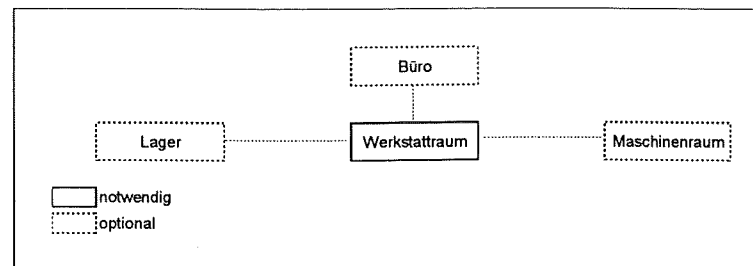 Büro
Lager
Werkstattraum
Maschinenraum
notwendig
optional